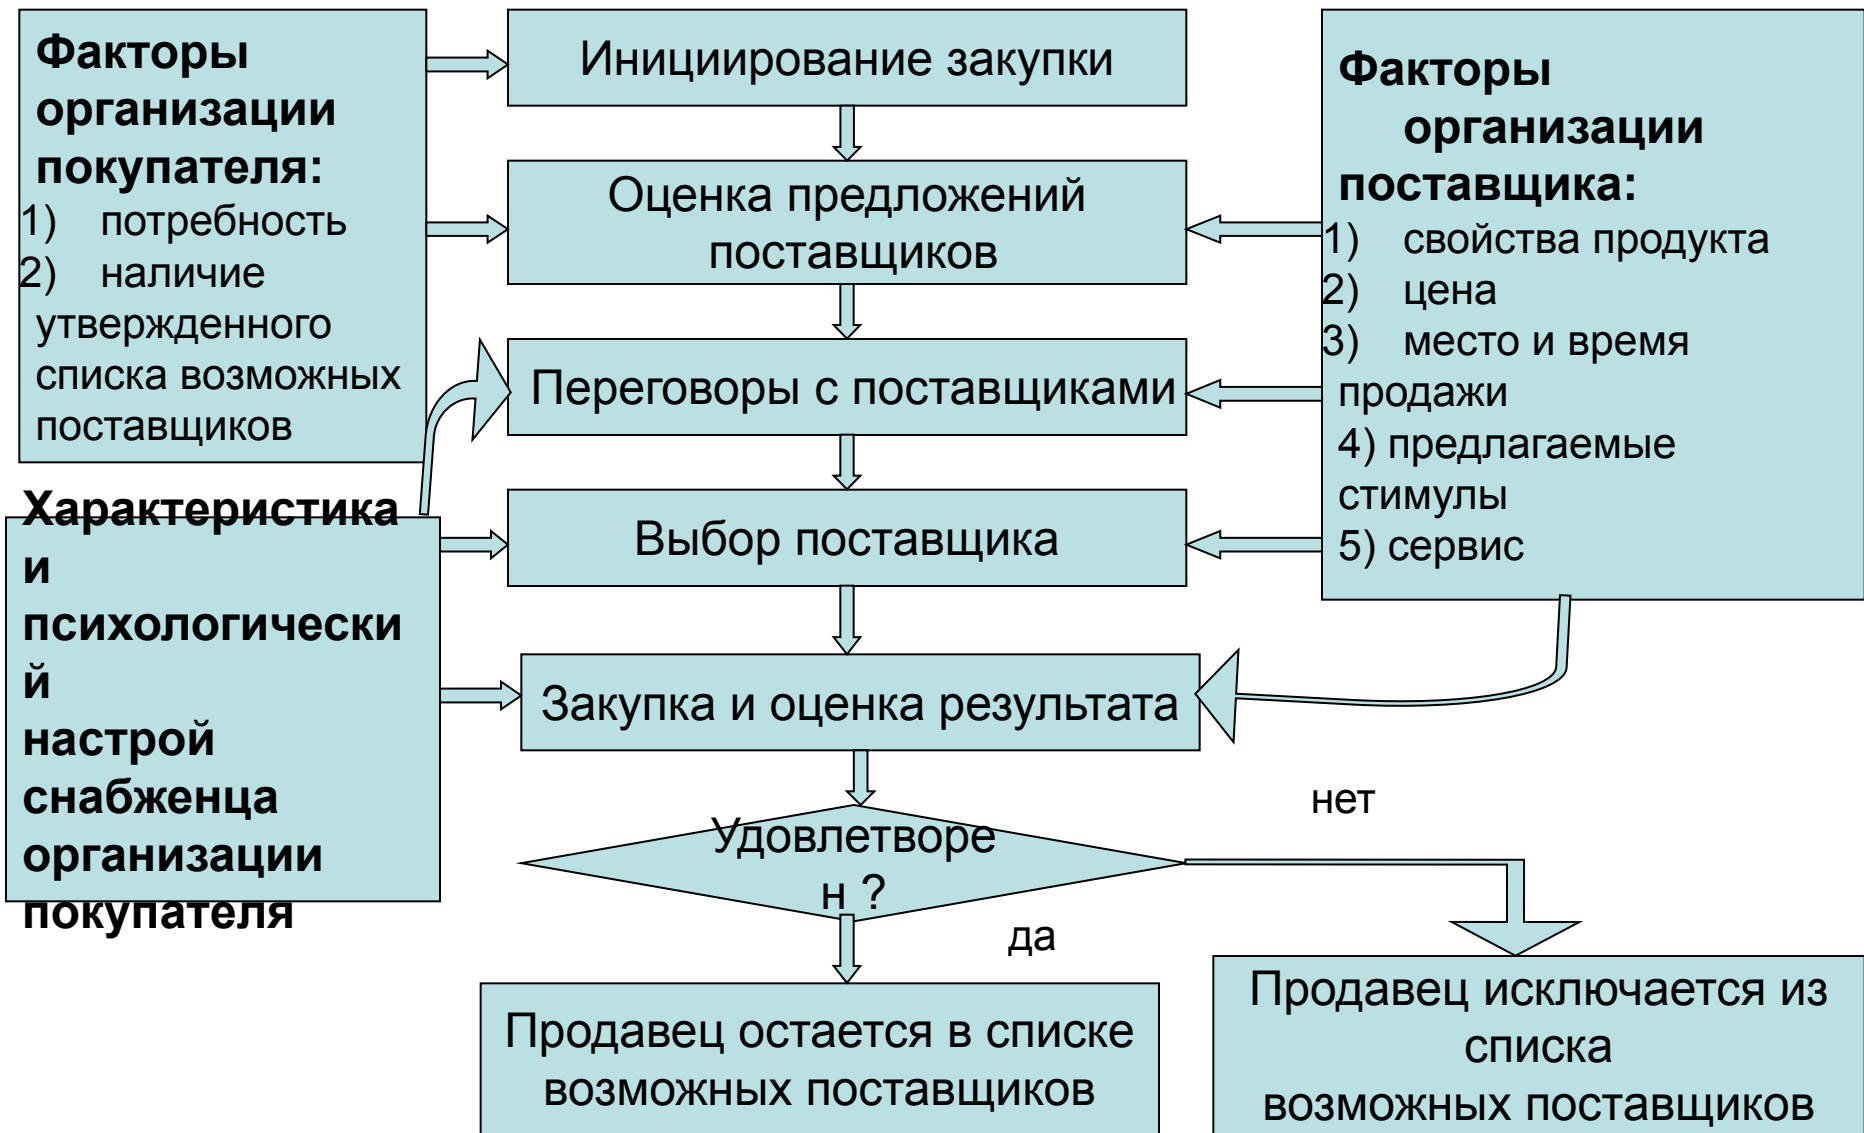 Факторы
организации
покупателя:
1) потребность
2) наличие
утвержденного
списка возможных
поставщиков
Характеристика
и
психологически
й
настрой
снабженца
организации
покупателя
Инициирование закупки
Оценка предложений
поставщиков
Переговоры с поставщиками
Выбор поставщика
Закупка и оценка результата
Удовлетворе
н ?
Факторы
организации
поставщика:
1) свойства продукта
2) цена
3) место и время
продажи
4) предлагаемые
стимулы
5) сервис
нет
да
Продавец остается в списке
возможных поставщиков
Продавец исключается из
списка
возможных поставщиков